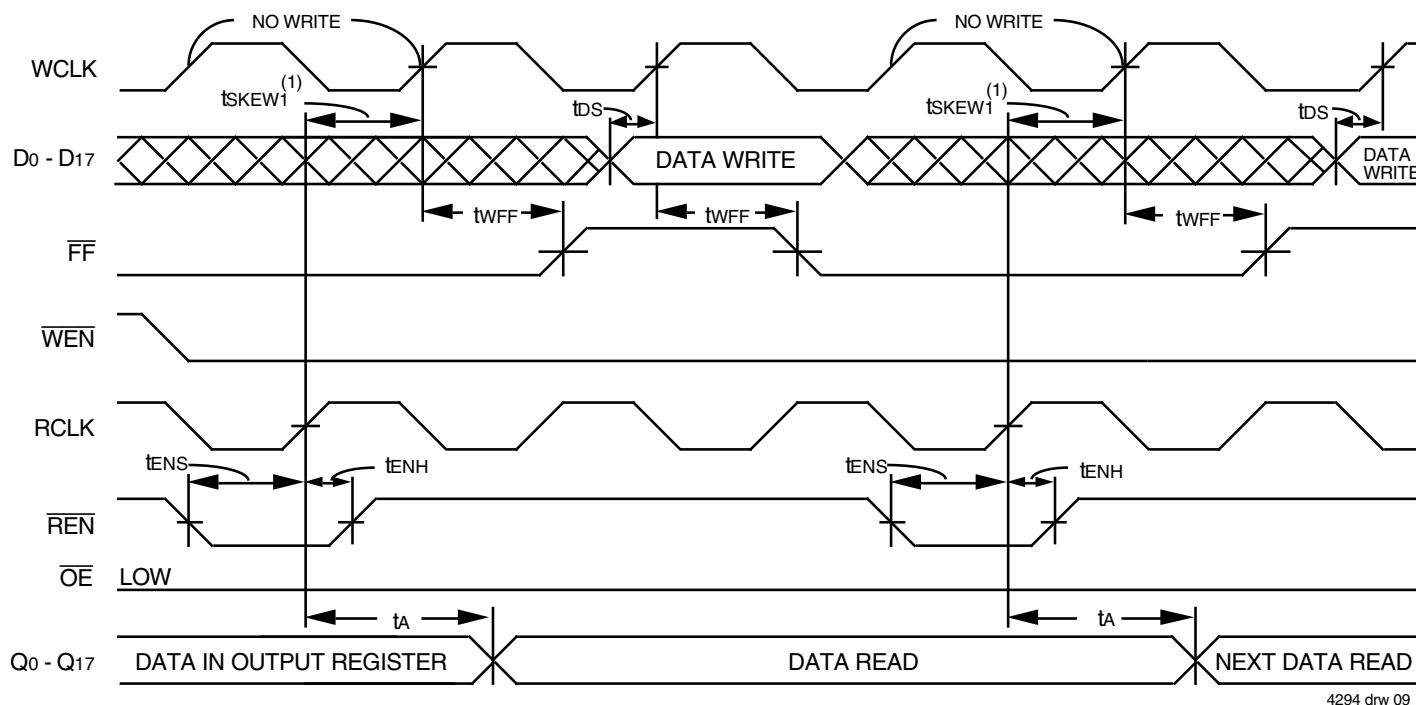 NO WRITE NO WRITE
WCLK
tSKEW1(1) tDS tSKEW1(1) tDS
D0 - D17 DATA WRITE DATA WRITE
tWFF tWFF tWFF
FF
WEN
RCLK
tENS tENH tENS tENH
REN
OE LOW
tA tA
Q0 - Q17 DATA IN OUTPUT REGISTER DATA READ NEXT DATA READ
4294 drw 09